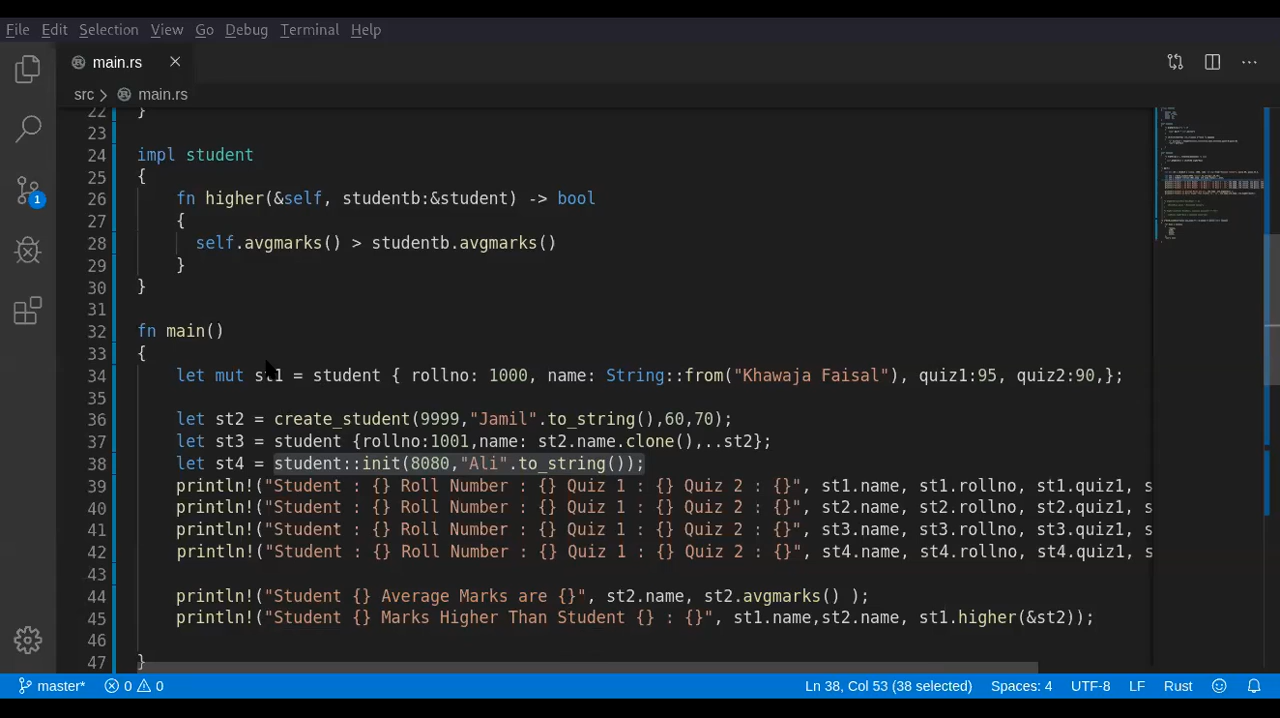 File Edit Selection View Go Debug Terminal Help
main.rs
src > main.rs
22 }
23
24 impl student
25 {
26 fn higher(&self, studentb:&student) -> bool
27 {
28 self.avgmarks() > studentb.avgmarks()
29 }
30 }
31
32 fn main()
33 {
34 let mut st1 = student { rollno: 1000, name: String::from("Khawaja Faisal"), quiz1:95, quiz2:90,};
35
36 let st2 = create_student(9999,"Jamil".to_string(),60,70);
37 let st3 = student {rollno:1001,name: st2.name.clone(),..st2};
38 let st4 = student::init(8080,"Ali".to_string());
39 println!("Student : {} Roll Number : {} Quiz 1 : {} Quiz 2 : {}", st1.name, st1.rollno, st1.quiz1, s
40 println!("Student : {} Roll Number : {} Quiz 1 : {} Quiz 2 : {}", st2.name, st2.rollno, st2.quiz1, s
41 println!("Student : {} Roll Number : {} Quiz 1 : {} Quiz 2 : {}", st3.name, st3.rollno, st3.quiz1, s
42 println!("Student : {} Roll Number : {} Quiz 1 : {} Quiz 2 : {}", st4.name, st4.rollno, st4.quiz1, s
43
44 println!("Student {} Average Marks are {}", st2.name, st2.avgmarks() );
45 println!("Student {} Marks Higher Than Student {} : {}", st1.name,st2.name, st1.higher(&st2));
46
47 }
1
master* 0 0 Ln 38, Col 53 (38 selected) Spaces: 4 UTF-8 LF Rust